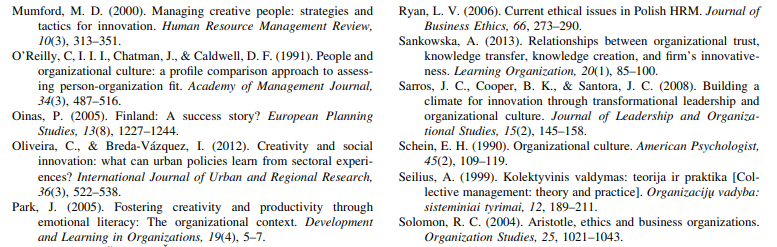 Mumford, M. D. (2000). Managing creative people: strategies and
tactics for innovation. Human Resource Management Review,
10(3), 313–351.
O'Reilly, C, I. I. I., Chatman, J., & Caldwell, D. F. (1991). People and
organizational culture: a profile comparison approach to assess-
ing person-organization fit. Academy of Management Journal,
34(3), 487–516.
Oinas, P. (2005). Finland: A success story? European Planning
Studies, 13(8), 1227–1244.
Oliveira, C., & Breda-Vázquez, I. (2012). Creativity and social
innovation: what can urban policies learn from sectoral experi-
ences? International Journal of Urban and Regional Research,
36(3), 522–538.
Park, J. (2005). Fostering creativity and productivity through
emotional literacy: The organizational context. Development
and Learning in Organizations, 19(4), 5–7.
Ryan, L. V. (2006). Current ethical issues in Polish HRM. Journal of
Business Ethics, 66, 273–290.
Sankowska, A. (2013). Relationships between organizational trust,
knowledge transfer, knowledge creation, and firm's innovative-
ness. Learning Organization, 20(1), 85–100.
Sarros, J. C., Cooper, B. K., & Santora, J. C. (2008). Building a
climate for innovation through transformational leadership and
organizational culture. Journal of Leadership and Organiza-
tional Studies, 15(2), 145–158.
Schein, E. H. (1990). Organizational culture. American Psychologist,
45(2), 109–119.
Seilius, A. (1999). Kolektyvinis valdymas: teorija ir praktika [Col-
lective management: theory and practice]. Organizacijų vadyba:
sisteminiai tyrimai, 12, 189–211.
Solomon, R. C. (2004). Aristotle, ethics and business organizations.
Organization Studies, 25, 1021–1043.